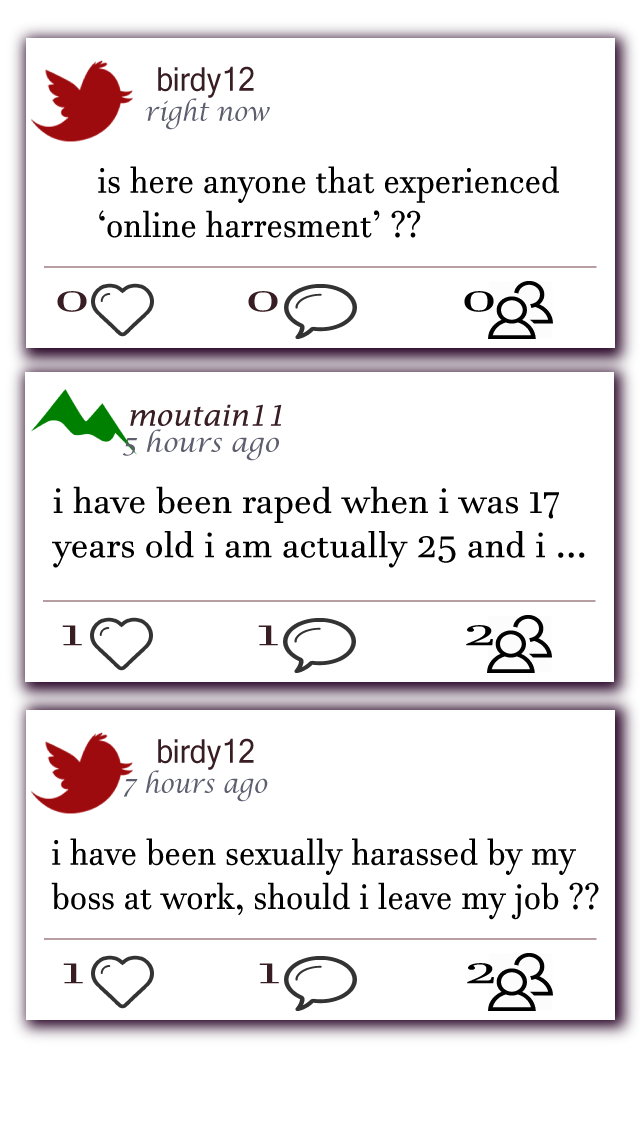 birdy12
right now
is here anyone that experienced
‘online harresment’ ??
0 0 0
moutain11
5 hours ago
i have been raped when i was 17
years old i am actually 25 and i ...
1 1 2
birdy12
7 hours ago
i have been sexually harassed by my
boss at work, should i leave my job ??
1 1 2